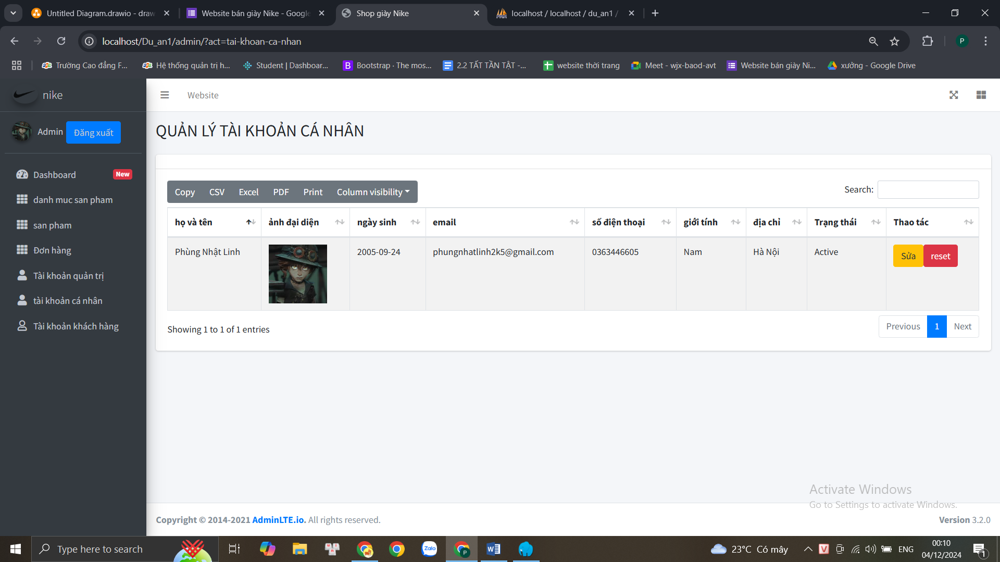 Untitled Diagram.drawio - draw
Website bán giày Nike - Google
Shop giày Nike
localhost / localhost / du_an1 /
localhost/Du_an1/admin/?act=tai-khoan-ca-nhan
P
Trường Cao đẳng F...
Hệ thống quản trị h...
Student | Dashboar...
B
Bootstrap · The mos...
2.2 TẤT TẦN TẬT -...
website thời trang
Meet - wjx-baod-avt
Website bán giày Ni...
xưởng - Google Drive
nike
Website
Admin
Đăng xuất
QUẢN LÝ TÀI KHOẢN CÁ NHÂN
Dashboard
New
danh muc san pham
san pham
Đơn hàng
Tài khoản quản trị
tài khoản cá nhân
Tài khoản khách hàng
Copy CSV Excel PDF Print Column visibility
Search:
họ và tên ảnh đại diện ngày sinh email số điện thoại giới tính địa chỉ Trạng thái Thao tác
Phùng Nhật Linh 2005-09-24 phungnhatlinh2k5@gmail.com 0363446605 Nam Hà Nội Active Sửa reset
Showing 1 to 1 of 1 entries
Previous 1 Next
Activate Windows
Go to Settings to activate Windows.
Copyright © 2014-2021 AdminLTE.io. All rights reserved.
Version 3.2.0
Type here to search
Zalo
P
W
23°C Có mây
V
ENG
00:10
04/12/2024
1